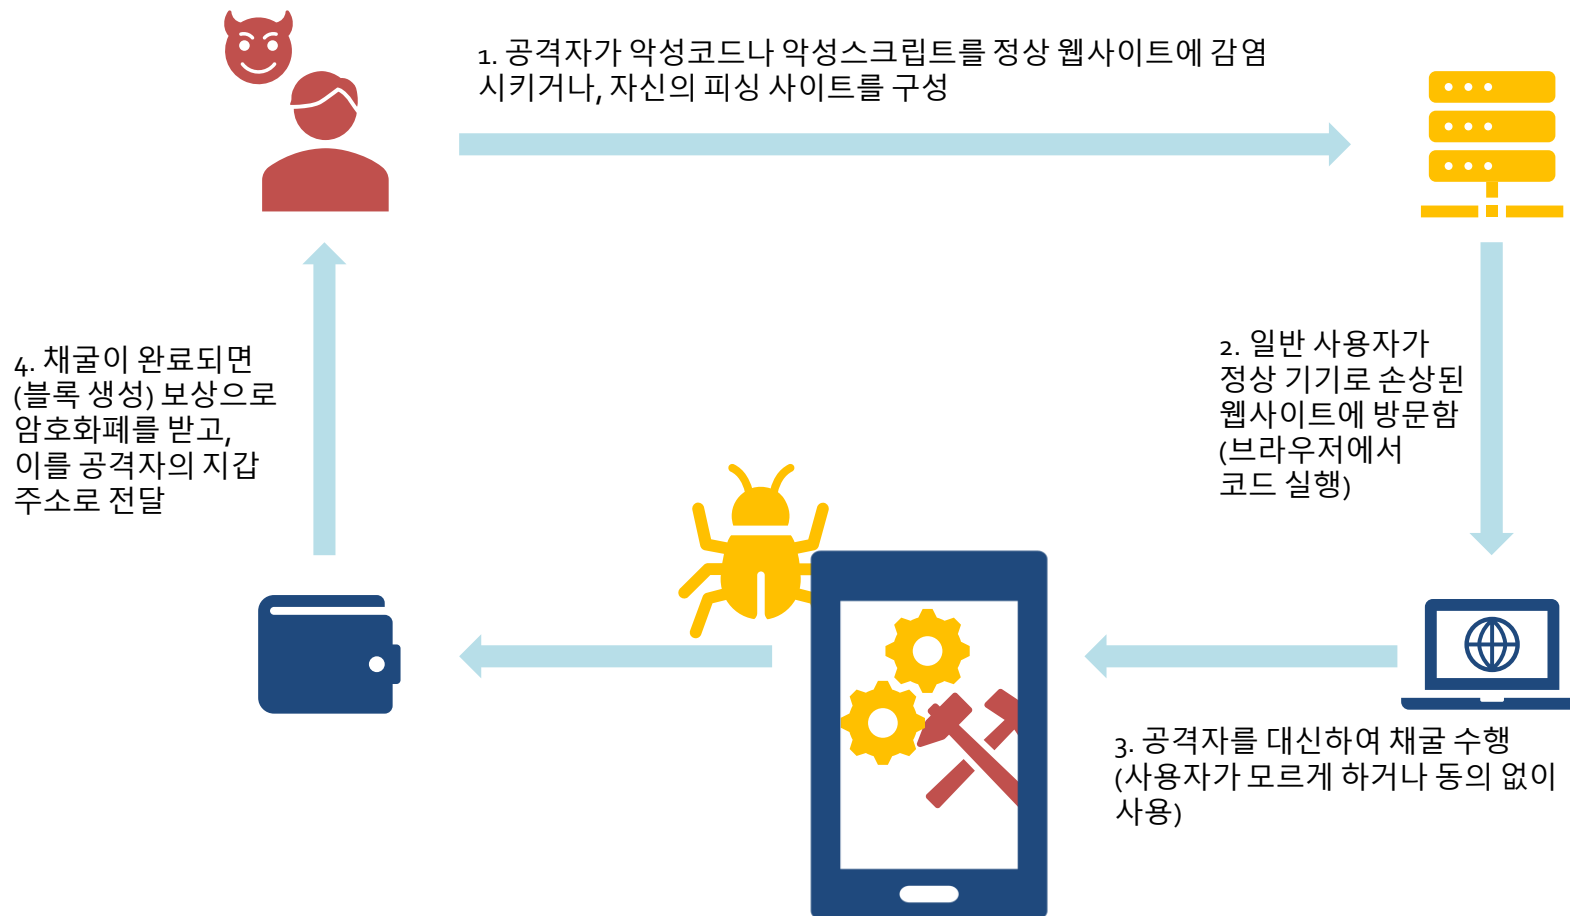 1. 공격자가 악성코드나 악성스크립트를 정상 웹사이트에 감염
시키거나, 자신의 피싱 사이트를 구성
2. 일반 사용자가
정상 기기로 손상된
웹사이트에 방문함
(브라우저에서
코드 실행)
3. 공격자를 대신하여 채굴 수행
(사용자가 모르게 하거나 동의 없이
사용)
4. 채굴이 완료되면
(블록 생성) 보상으로
암호화폐를 받고,
이를 공격자의 지갑
주소로 전달